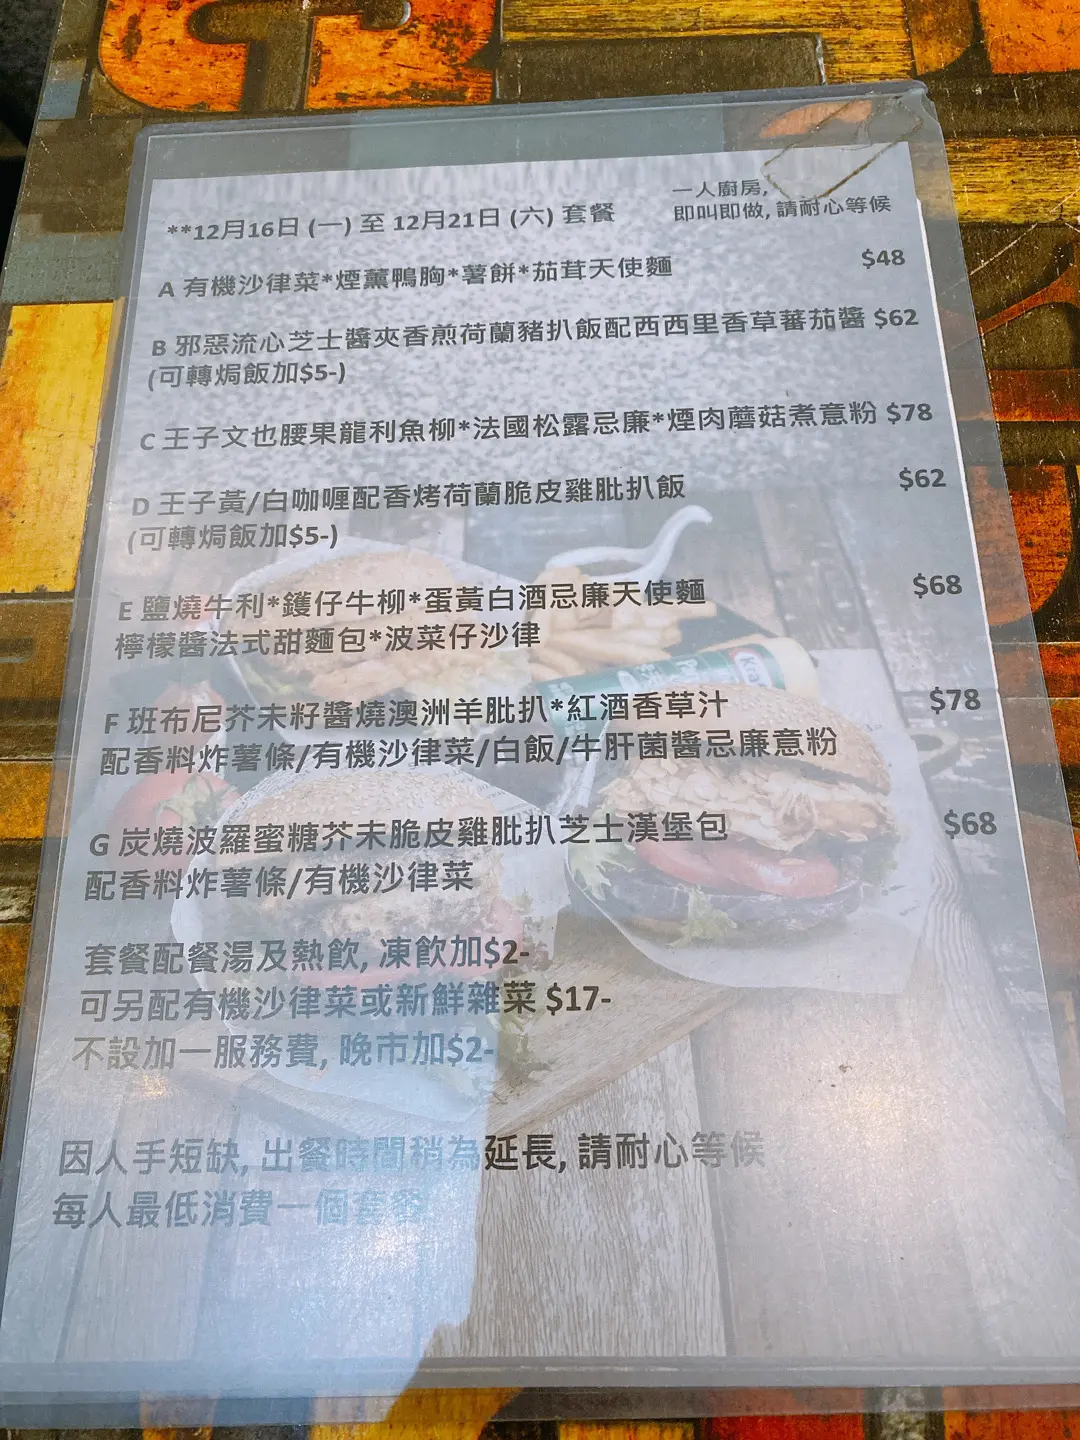 一人廚房,
即叫即做, 請耐心等候
**12月16日 (一) 至 12月21日 (六) 套餐
A 有機沙律菜*煙薰鴨胸*薯餅*茄茸天使麵 $48
B 邪惡流心芝士醬夾香煎荷蘭豬扒飯配西西里香草蕃茄醬 $62
(可轉焗飯加$5-)
C 王子文也腰果龍利魚柳*法國松露忌廉*煙肉蘑菇煮意粉 $78
D 王子黃/白咖喱配香烤荷蘭脆皮雞肶扒飯 $62
(可轉焗飯加$5-)
E 鹽燒牛利*鑊仔牛柳*蛋黃白酒忌廉天使麵 $68
檸檬醬法式甜麵包*波菜仔沙律
F 班布尼芥未籽醬燒澳洲羊肶扒*紅酒香草汁 $78
配香料炸薯條/有機沙律菜/白飯/牛肝菌醬忌廉意粉
G 炭燒波羅蜜糖芥未脆皮雞肶扒芝士漢堡包 $68
配香料炸薯條/有機沙律菜
套餐配餐湯及熱飲, 凍飲加$2-
可另配有機沙律菜或新鮮雜菜 $17-
不設加一服務費, 晚市加$2-
因人手短缺, 出餐時間稍為延長, 請耐心等候
每人最低消費一個套餐